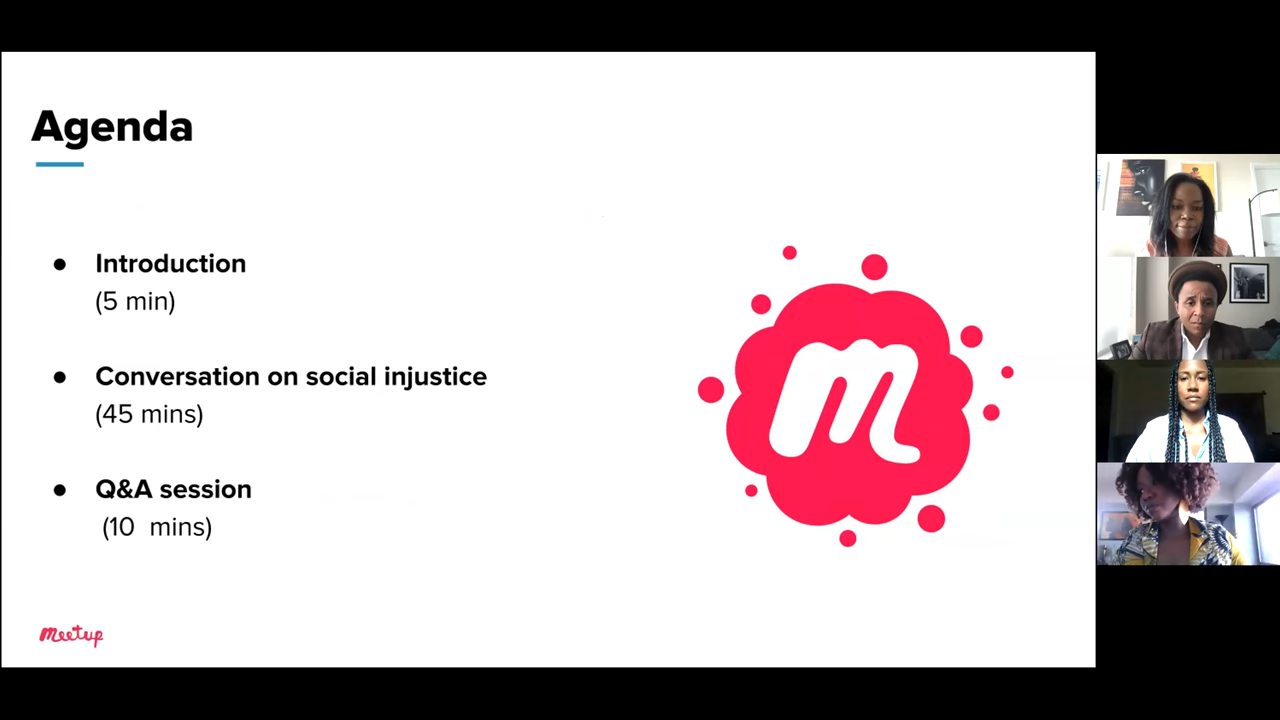 Agenda
● Introduction
(5 min)
● Conversation on social injustice
(45 mins)
● Q&A session
(10 mins)
m
meetup